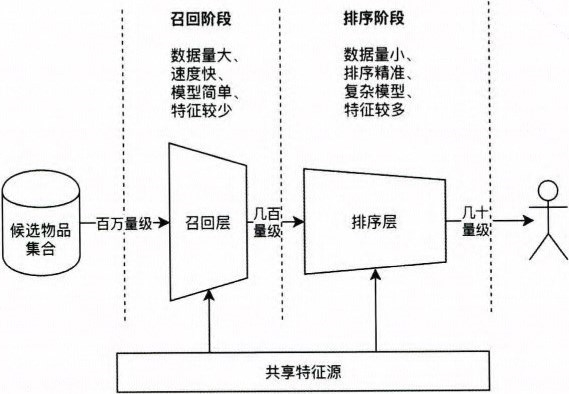 召回阶段
排序阶段
数据量大、
速度快、
模型简单、
特征较少
数据量小、
排序精准、
复杂模型、
特征较多
候选物品
集合
百万量级
召回层
几百
量级
排序层
几十
量级
共享特征源